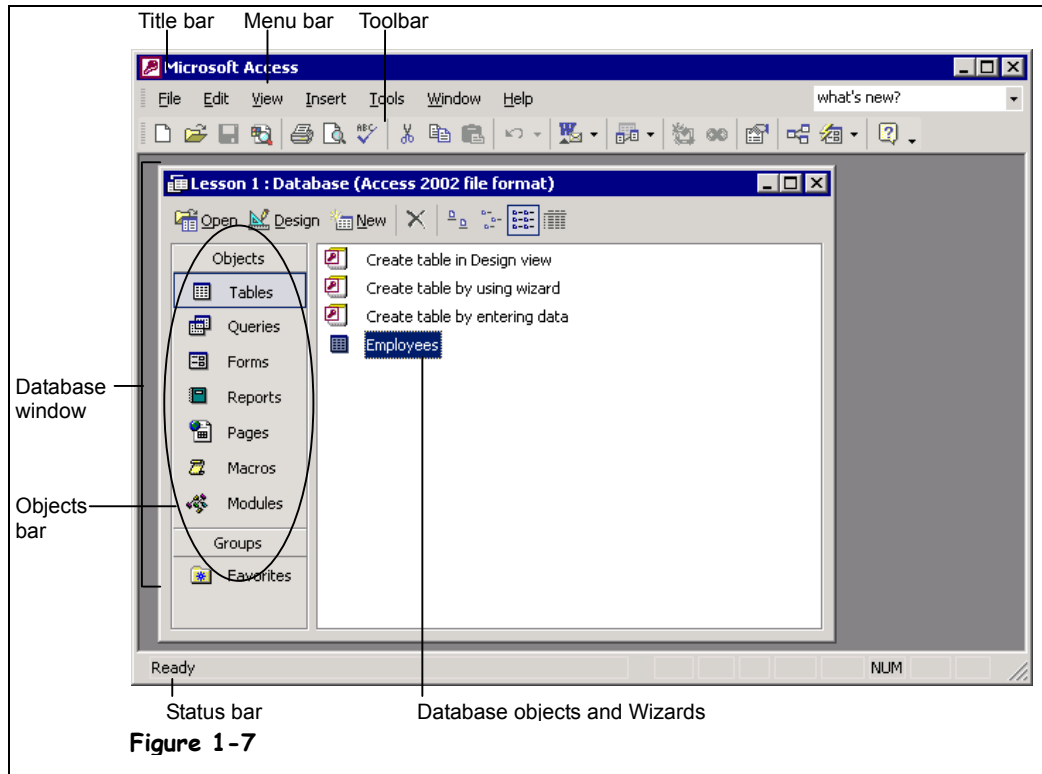 Title bar Menu bar Toolbar
Microsoft Access
File Edit View Insert Tools Window Help what's new?
ABC
Lesson 1 : Database (Access 2002 file format)
Open Design New
Objects
Tables
Queries
Forms
Reports
Pages
Macros
Modules
Groups
Favorites
Create table in Design view
Create table by using wizard
Create table by entering data
Employees
Database
window
Objects
bar
Ready NUM
Status bar Database objects and Wizards
Figure 1-7